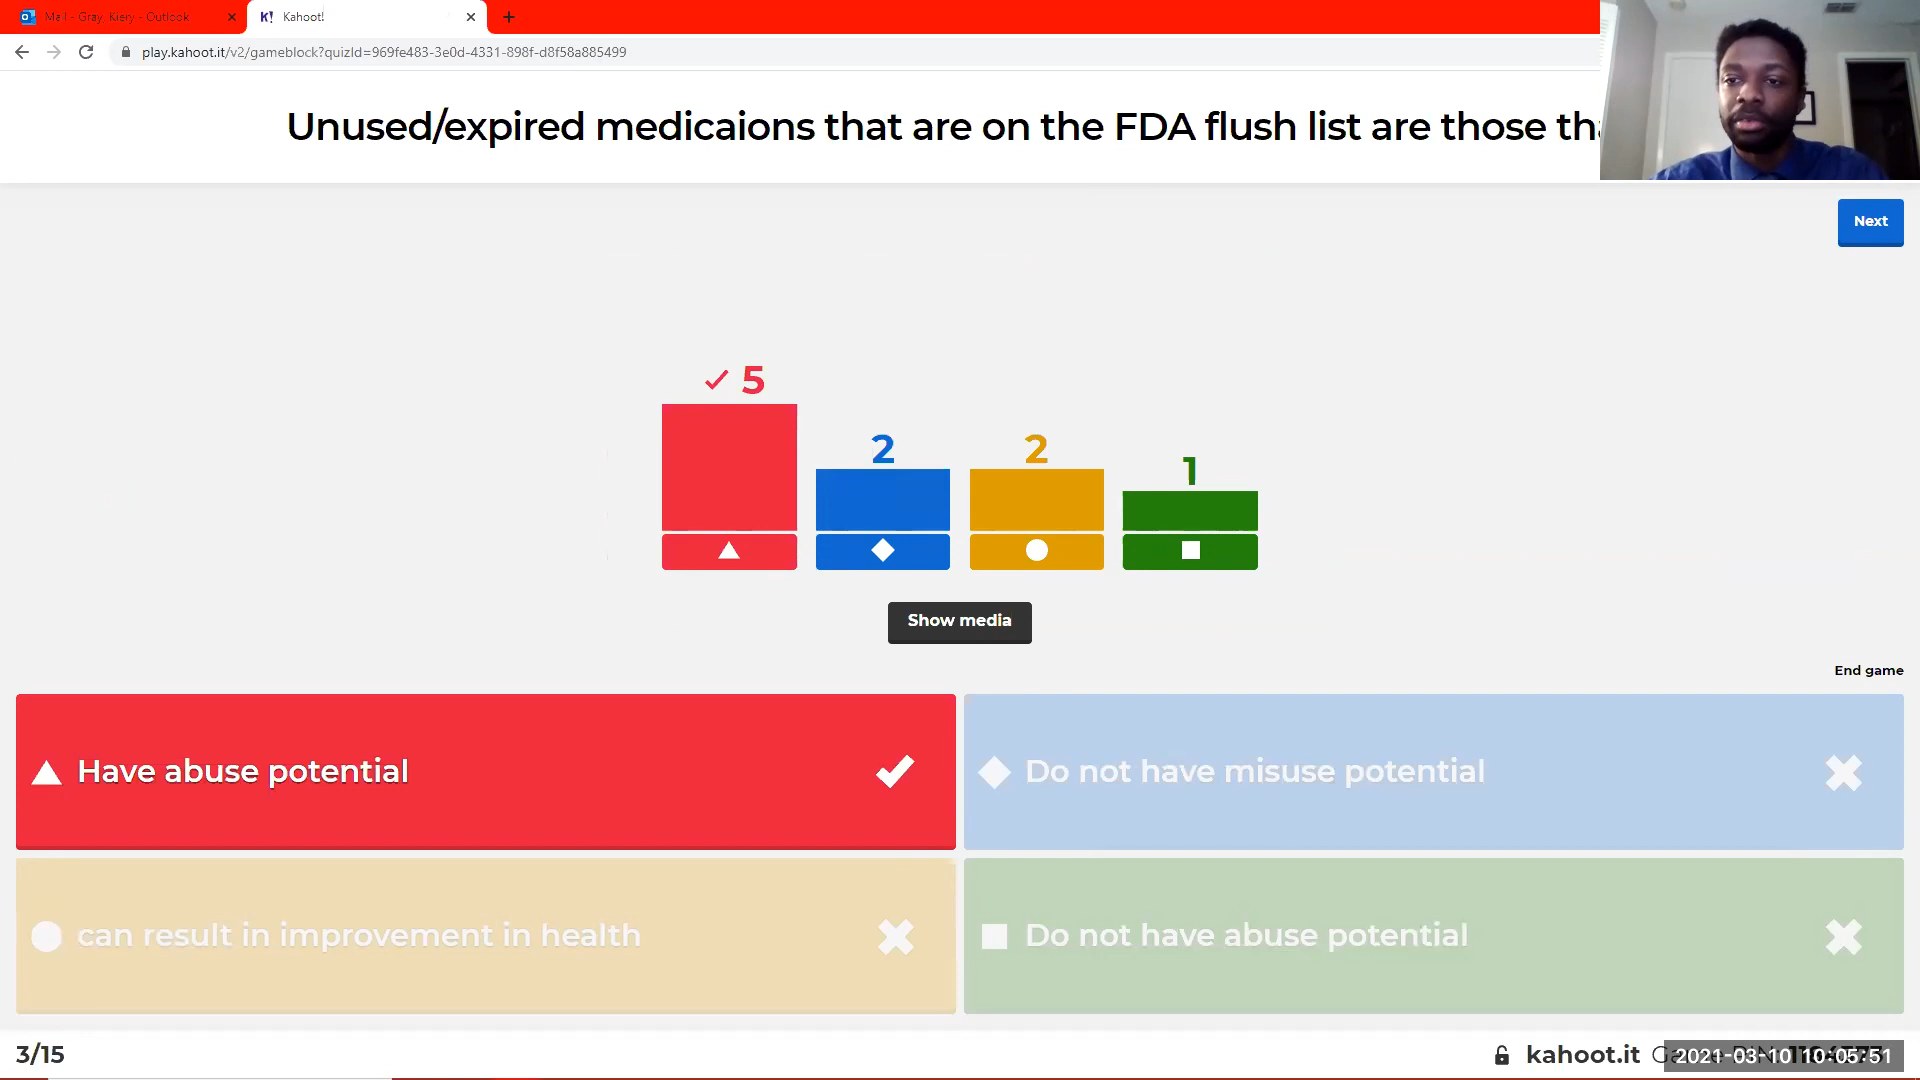 Mail - Gray, Kiery - Outlook
Kahoot!
play.kahoot.it/v2/gameblock?quizId=969fe483-3e0d-4331-898f-d8f58a885499
Unused/expired medicaions that are on the FDA flush list are those tha
Next
5
2
2
1
Show media
End game
Have abuse potential
Do not have misuse potential
can result in improvement in health
Do not have abuse potential
3/15
kahoot.it
2021-03-10 10:05:51